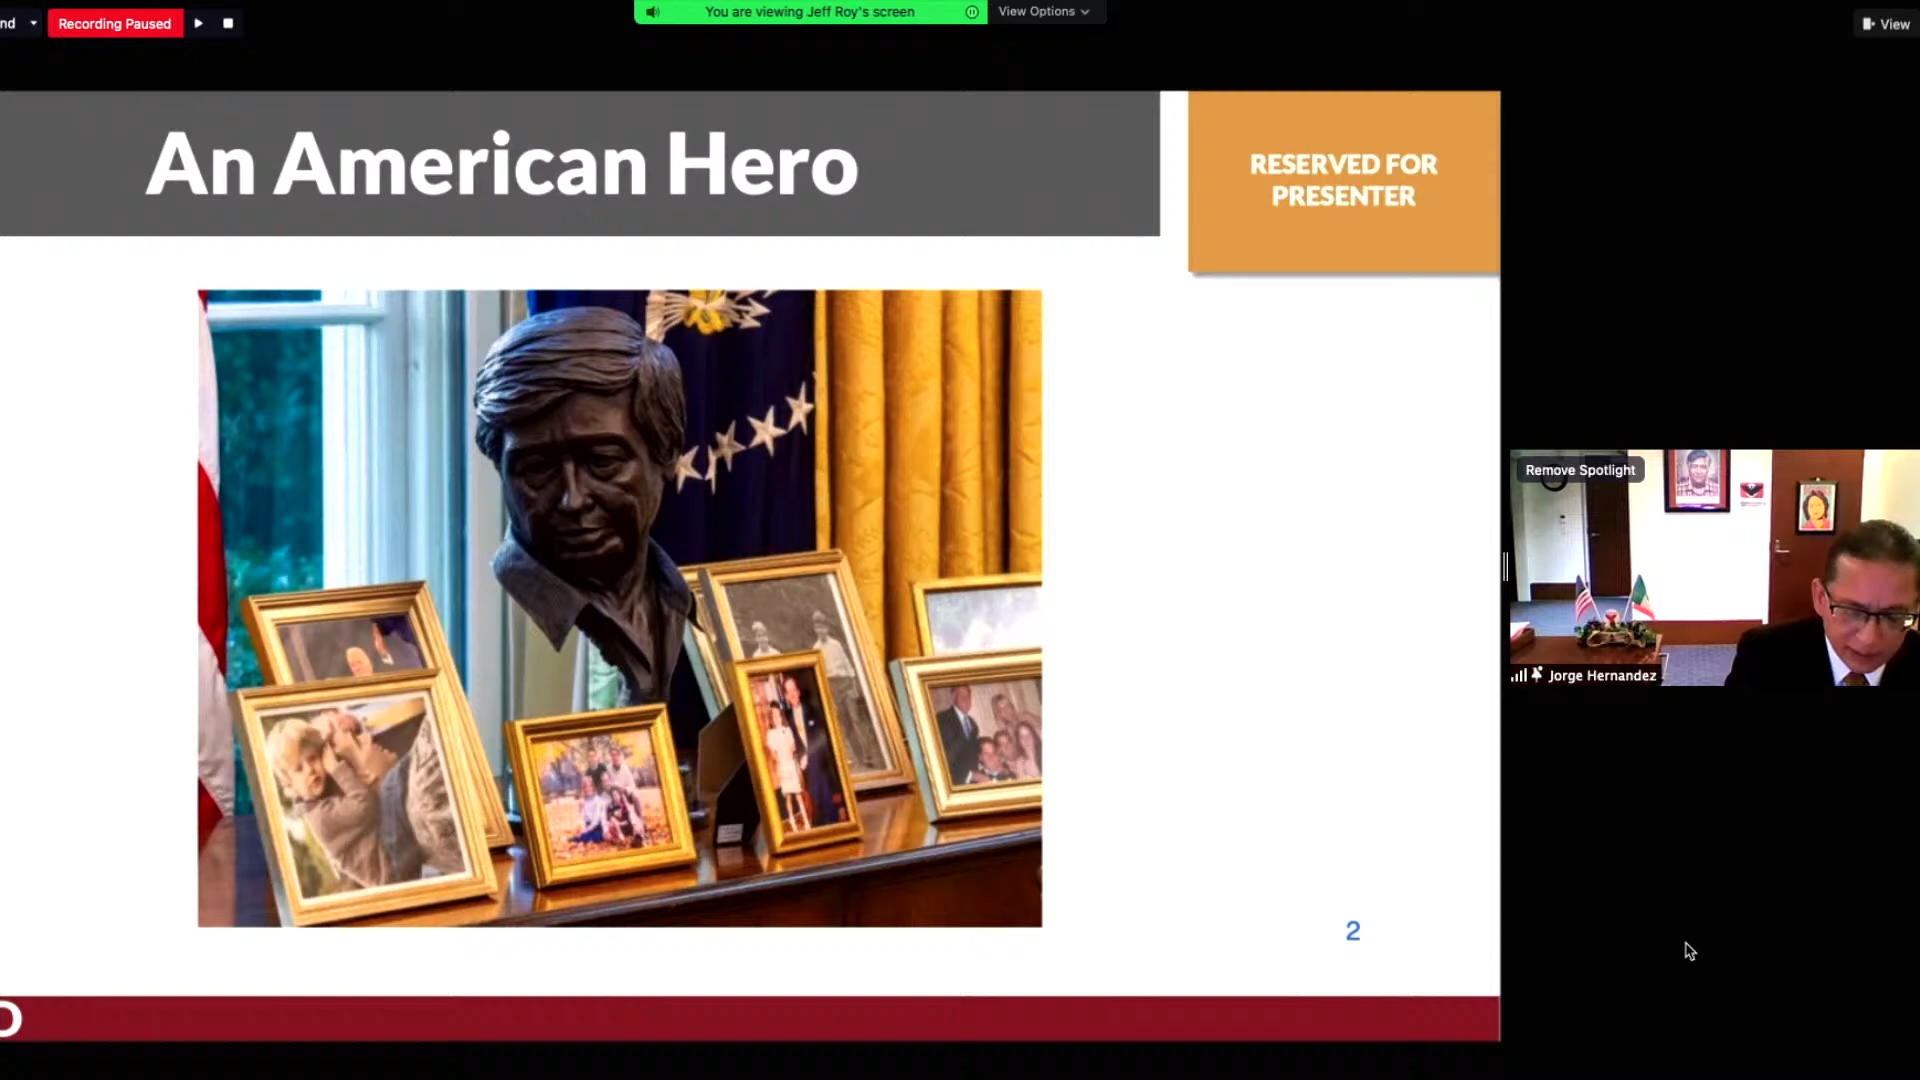 nd
Recording Paused
You are viewing Jeff Roy's screen
View Options
View
An American Hero
RESERVED FOR
PRESENTER
Remove Spotlight
Jorge Hernandez
2